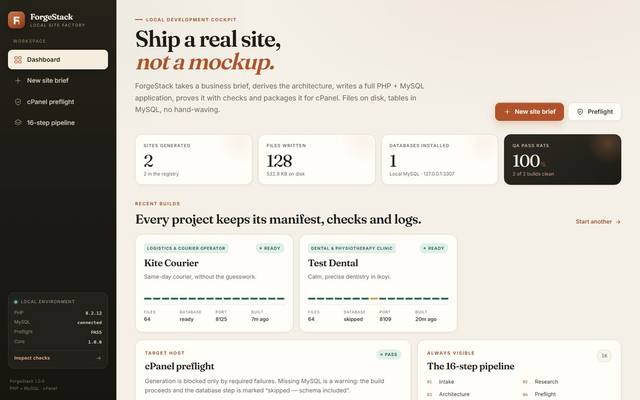 ForgeStack
LOCAL SITE FACTORY
WORKSPACE
Dashboard
New site brief
cPanel preflight
16-step pipeline
LOCAL ENVIRONMENT
PHP 8.2.12
MySQL connected
Preflight PASS
Core 1.0.0
Inspect checks →
ForgeStack 1.0.0
PHP + MySQL · cPanel
LOCAL DEVELOPMENT COCKPIT
Ship a real site,
not a mockup.
ForgeStack takes a business brief, derives the architecture, writes a full PHP + MySQL
application, proves it with checks and packages it for cPanel. Files on disk, tables in
MySQL, no hand-waving.
+ New site brief
Preflight
SITES GENERATED
2
2 in the registry
FILES WRITTEN
128
532.9 KB on disk
DATABASES INSTALLED
1
Local MySQL · 127.0.0.1:3307
QA PASS RATE
100%
2 of 2 builds clean
RECENT BUILDS
Every project keeps its manifest, checks and logs.
Start another →
LOGISTICS & COURIER OPERATOR
READY
Kite Courier
Same-day courier, without the guesswork.
FILES DATABASE PORT BUILT
64 ready 8125 7m ago
DENTAL & PHYSIOTHERAPY CLINIC
READY
Test Dental
Calm, precise dentistry in Ikoyi.
FILES DATABASE PORT BUILT
64 skipped 8109 20m ago
TARGET HOST
PASS
cPanel preflight
Generation is blocked only by required failures. Missing MySQL is a warning: the build
proceeds and the database step is marked "skipped — schema included".
ALWAYS VISIBLE
16
The 16-step pipeline
01 Intake
02 Research
03 Architecture
04 Prisma